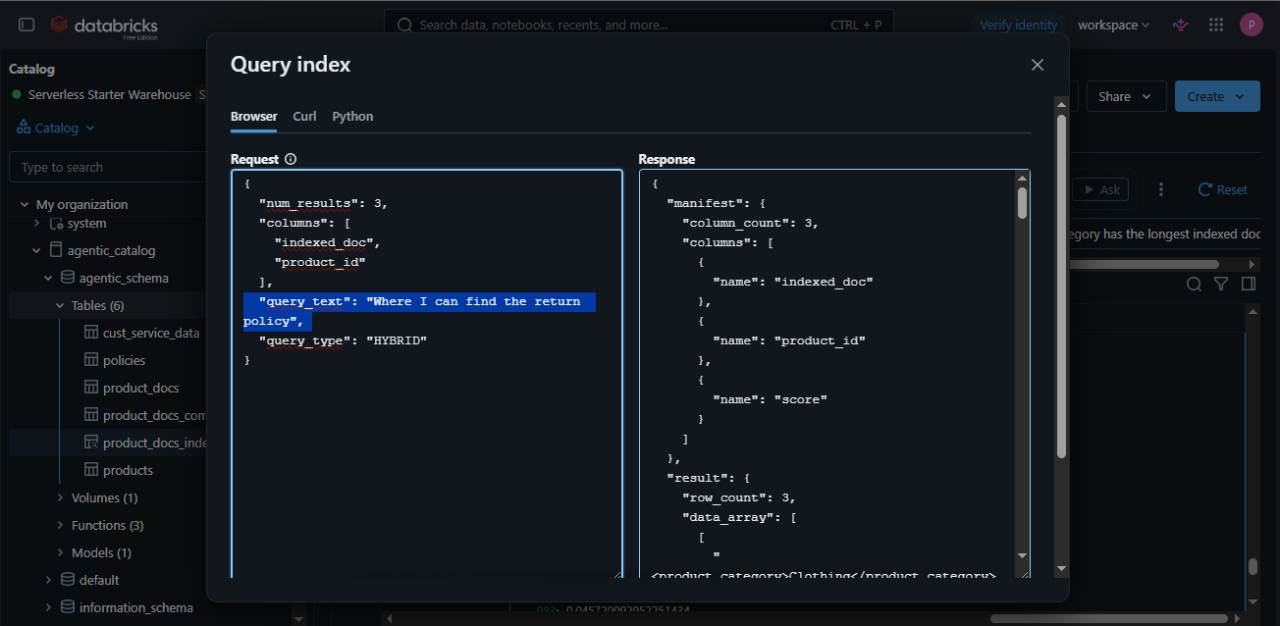 databricks
Free Edition
Search data, notebooks, recents, and more...
CTRL + P
Verify identity
workspace
P
Catalog
Serverless Starter Warehouse
S
Catalog
Type to search
My organization
system
agentic_catalog
agentic_schema
Tables (6)
cust_service_data
policies
product_docs
product_docs_com
product_docs_inde
products
Volumes (1)
Functions (3)
Models (1)
default
information_schema
Query index
Browser
Curl
Python
Request
{
"num_results": 3,
"columns": [
"indexed_doc",
"product_id"
],
"query_text": "Where I can find the return
policy",
"query_type": "HYBRID"
}
Response
{
"manifest": {
"column_count": 3,
"columns": [
{
"name": "indexed_doc"
},
{
"name": "product_id"
},
{
"name": "score"
}
]
},
"result": {
"row_count": 3,
"data_array": [
[
"
<product_category>Clothing</product_category>
Share
Create
Ask
Reset
egory has the longest indexed doc